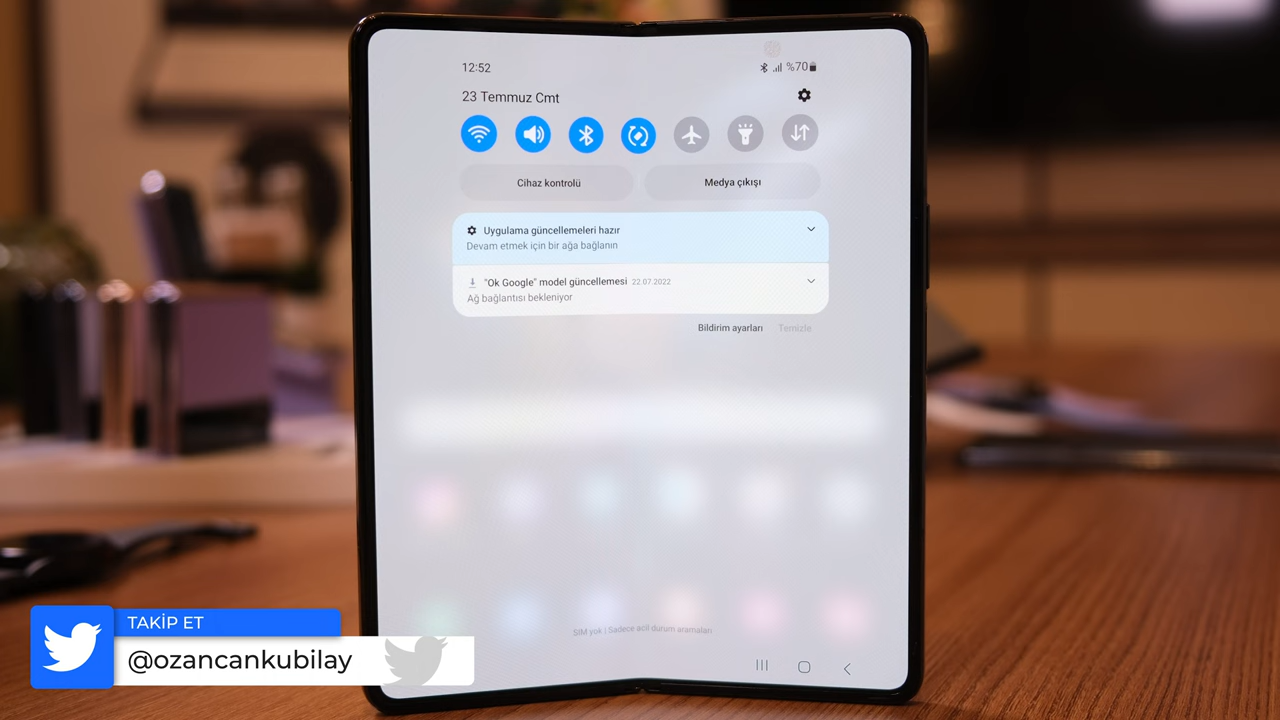 12:52
%70
23 Temmuz Cmt
Cihaz kontrolü
Medya çıkışı
Uygulama güncellemeleri hazır
Devam etmek için bir ağa bağlanın
"Ok Google" model güncellemesi 22.07.2022
Ağ bağlantısı bekleniyor
Bildirim ayarları
Temizle
SIM yok | Sadece acil durum aramaları
TAKİP ET
@ozancankubilay